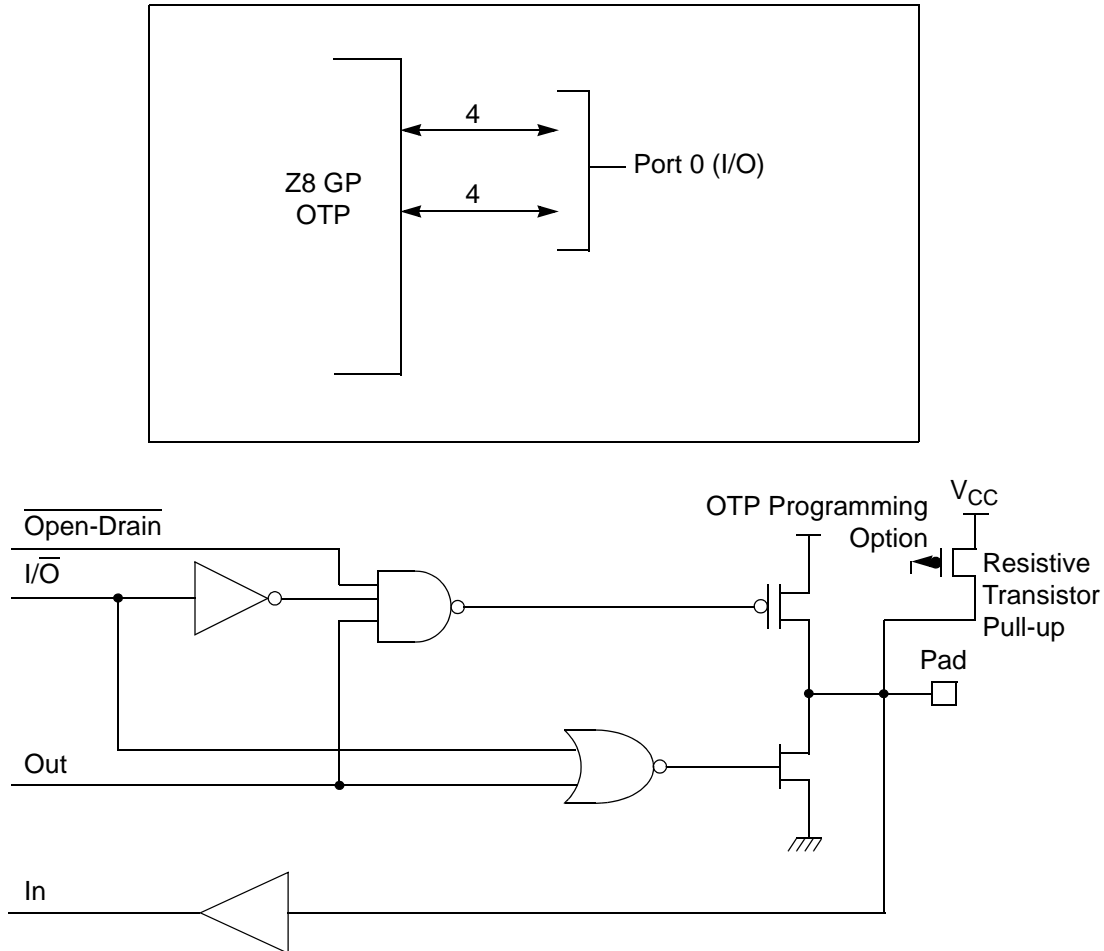 4
Port 0 (I/O)
Z8 GP
OTP
4
VCC
OTP Programming
Option
Open-Drain
I/O
Resistive
Transistor
Pull-up
Pad
Out
In